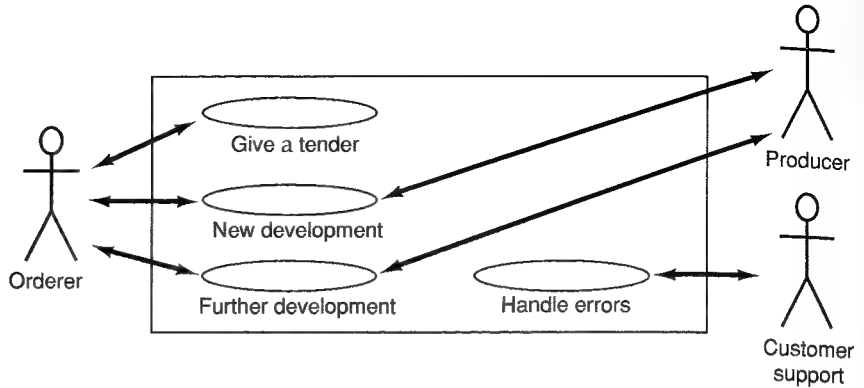 Give a tender
Producer
New development
Orderer
Further development
Handle errors
Customer
support